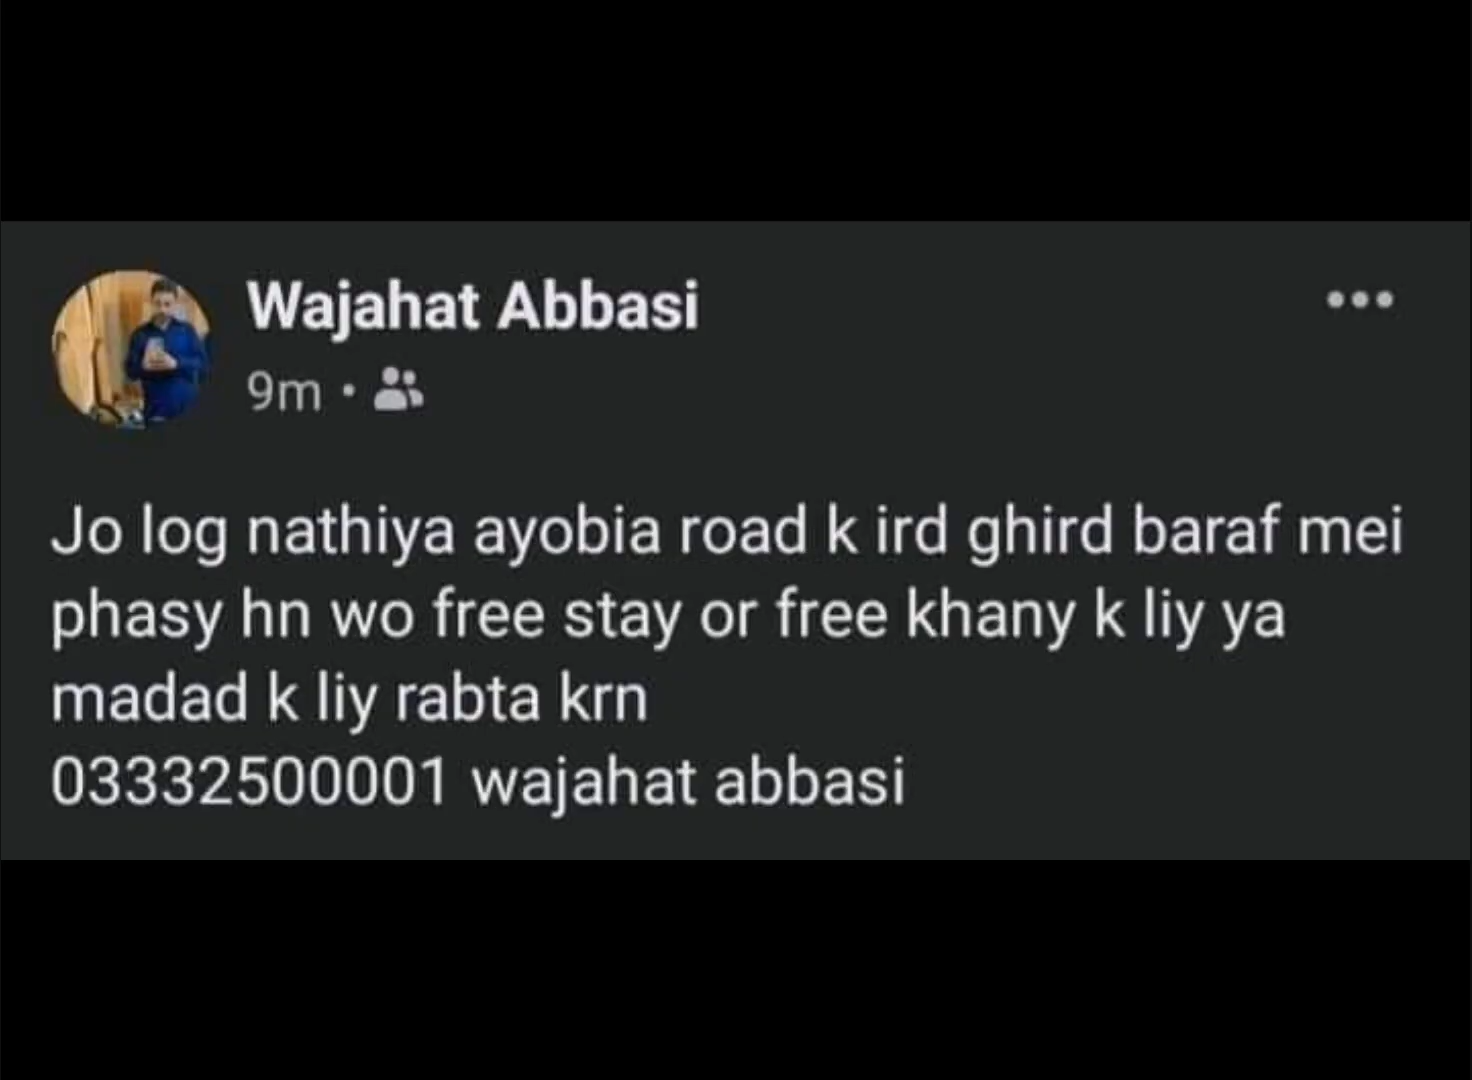 Wajahat Abbasi
9m
Jo log nathiya ayobia road k ird ghird baraf mei
phasy hn wo free stay or free khany k liy ya
madad k liy rabta krn
03332500001 wajahat abbasi